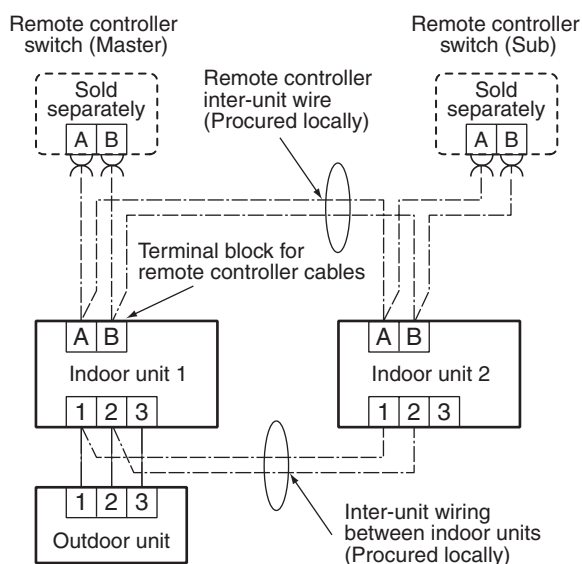 Remote controller
switch (Master)
Remote controller
switch (Sub)
Sold
separately
A B
Remote controller
inter-unit wire
(Procured locally)
Sold
separately
A B
Terminal block for
remote controller cables
A B
Indoor unit 1
1 2 3
A B
Indoor unit 2
1 2 3
1 2 3
Outdoor unit
Inter-unit wiring
between indoor units
(Procured locally)